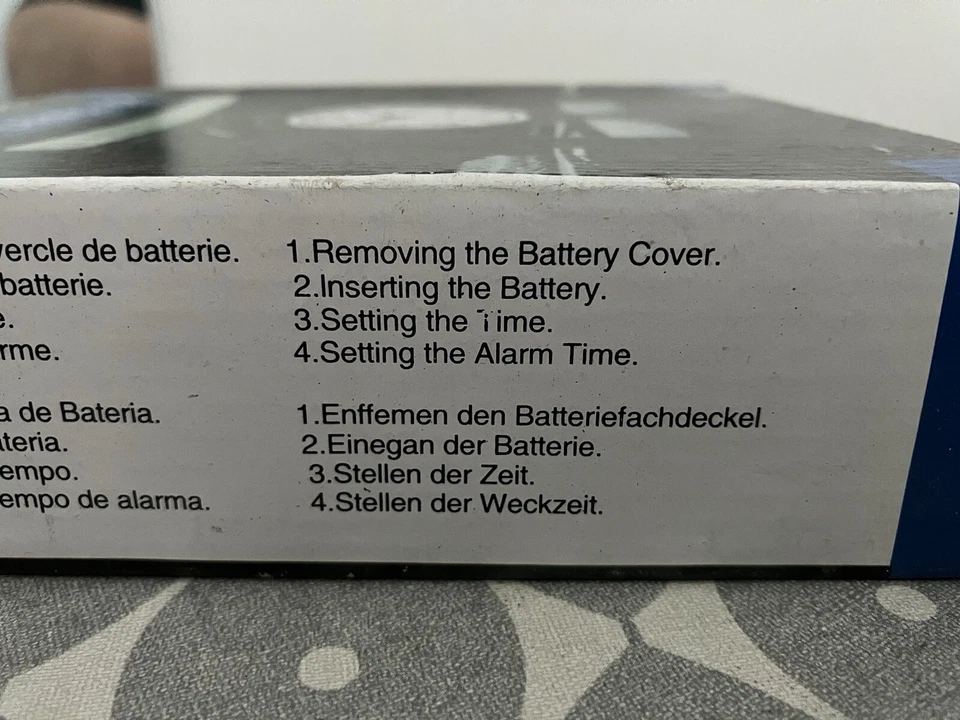 vercle de batterie.
batterie.
e.
rme.
1.Removing the Battery Cover.
2.Inserting the Battery.
3.Setting the Time.
4.Setting the Alarm Time.
a de Bateria.
ateria.
empo.
empo de alarma.
1.Enffemen den Batteriefachdeckel.
2.Einegan der Batterie.
3.Stellen der Zeit.
4.Stellen der Weckzeit.